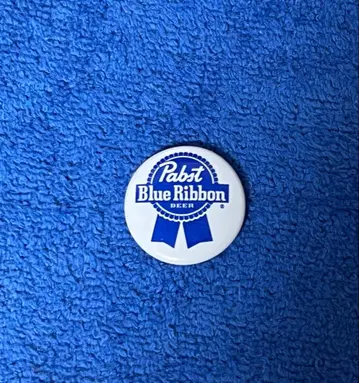 Pabst
Blue Ribbon
BEER
®